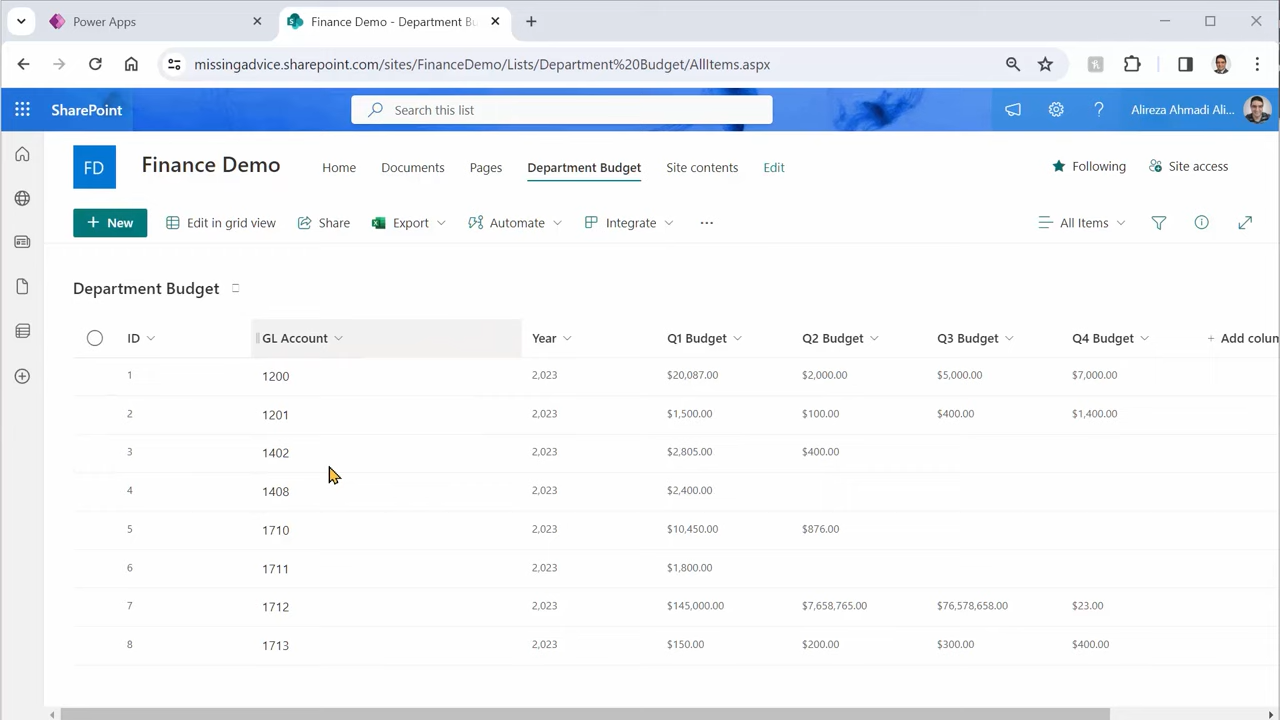 Power Apps
Finance Demo - Department Bu
missingadvice.sharepoint.com/sites/FinanceDemo/Lists/Department%20Budget/AllItems.aspx
SharePoint
Search this list
Alireza Ahmadi Ali...
FD
Finance Demo
Home Documents Pages Department Budget Site contents Edit
Following Site access
+ New Edit in grid view Share Export Automate Integrate ... All Items
Department Budget
ID GL Account Year Q1 Budget Q2 Budget Q3 Budget Q4 Budget + Add colum
1 1200 2,023 $20,087.00 $2,000.00 $5,000.00 $7,000.00
2 1201 2,023 $1,500.00 $100.00 $400.00 $1,400.00
3 1402 2,023 $2,805.00 $400.00
4 1408 2,023 $2,400.00
5 1710 2,023 $10,450.00 $876.00
6 1711 2,023 $1,800.00
7 1712 2,023 $145,000.00 $7,658,765.00 $76,578,658.00 $23.00
8 1713 2,023 $150.00 $200.00 $300.00 $400.00